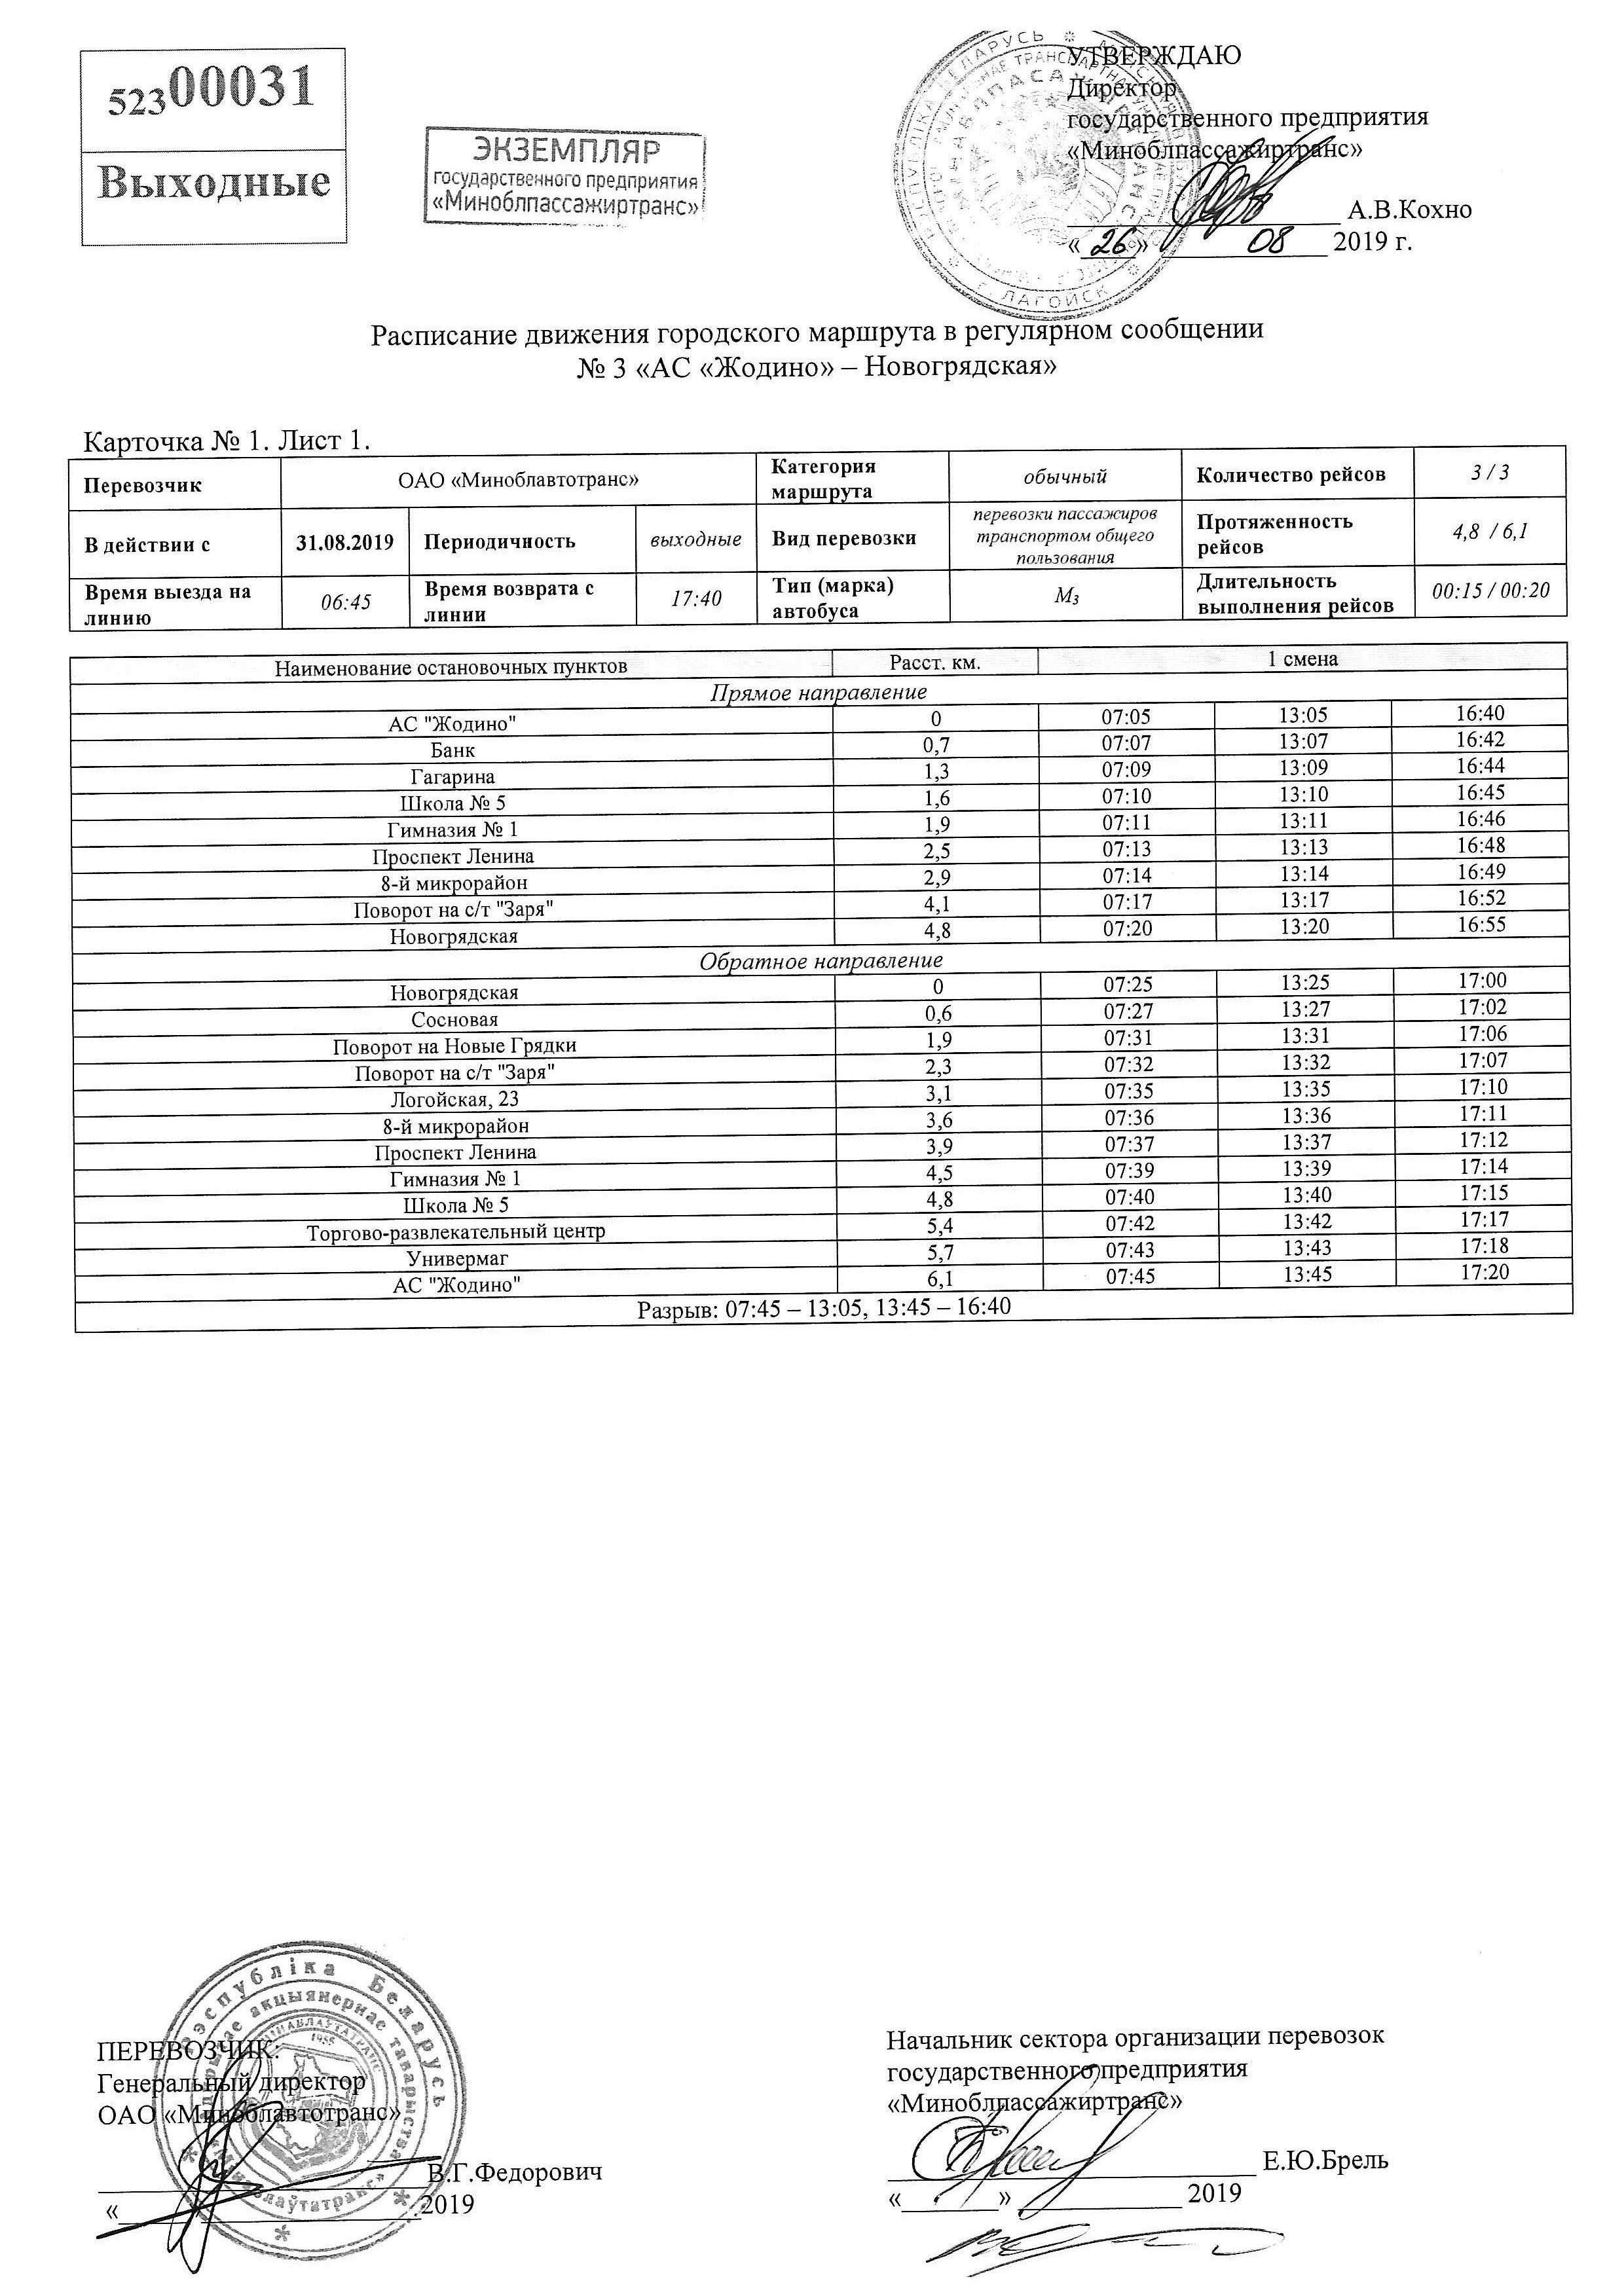 52300031
Выходные
ЭКЗЕМПЛЯР
государственного предприятия
«Миноблпассажиртранс»
УТВЕРЖДАЮ
Директор
государственного предприятия
«Миноблпассажиртранс»
А.В.Кохно
«26» 08 2019 г.
г. ЛАГОЙСК
Расписание движения городского маршрута в регулярном сообщении
№ 3 «АС «Жодино» – Новогрядская»
Карточка № 1. Лист 1.
Перевозчик ОАО «Миноблавтотранс» Категория маршрута обычный Количество рейсов 3 / 3
В действии с 31.08.2019 Периодичность выходные Вид перевозки перевозки пассажиров транспортом общего пользования Протяженность рейсов 4,8 / 6,1
Время выезда на линию 06:45 Время возврата с линии 17:40 Тип (марка) автобуса М₃ Длительность выполнения рейсов 00:15 / 00:20
Наименование остановочных пунктов Расст. км. 1 смена
Прямое направление
АС "Жодино" 0 07:05 13:05 16:40
Банк 0,7 07:07 13:07 16:42
Гагарина 1,3 07:09 13:09 16:44
Школа № 5 1,6 07:10 13:10 16:45
Гимназия № 1 1,9 07:11 13:11 16:46
Проспект Ленина 2,5 07:13 13:13 16:48
8-й микрорайон 2,9 07:14 13:14 16:49
Поворот на с/т "Заря" 4,1 07:17 13:17 16:52
Новогрядская 4,8 07:20 13:20 16:55
Обратное направление
Новогрядская 0 07:25 13:25 17:00
Сосновая 0,6 07:27 13:27 17:02
Поворот на Новые Грядки 1,9 07:31 13:31 17:06
Поворот на с/т "Заря" 2,3 07:32 13:32 17:07
Логойская, 23 3,1 07:35 13:35 17:10
8-й микрорайон 3,6 07:36 13:36 17:11
Проспект Ленина 3,9 07:37 13:37 17:12
Гимназия № 1 4,5 07:39 13:39 17:14
Школа № 5 4,8 07:40 13:40 17:15
Торгово-развлекательный центр 5,4 07:42 13:42 17:17
Универмаг 5,7 07:43 13:43 17:18
АС "Жодино" 6,1 07:45 13:45 17:20
Разрыв: 07:45 – 13:05, 13:45 – 16:40
Рэспубліка Беларусь
акцыянернае таварыства
«Мінаблаўтатранс»
МІНАБЛАЎТАТРАНС
1955
ПЕРЕВОЗЧИК:
Генеральный директор
ОАО «Миноблавтотранс»
В.Г.Федорович
« 2019
Начальник сектора организации перевозок
государственного предприятия
«Миноблпассажиртранс»
Е.Ю.Брель
« » 2019